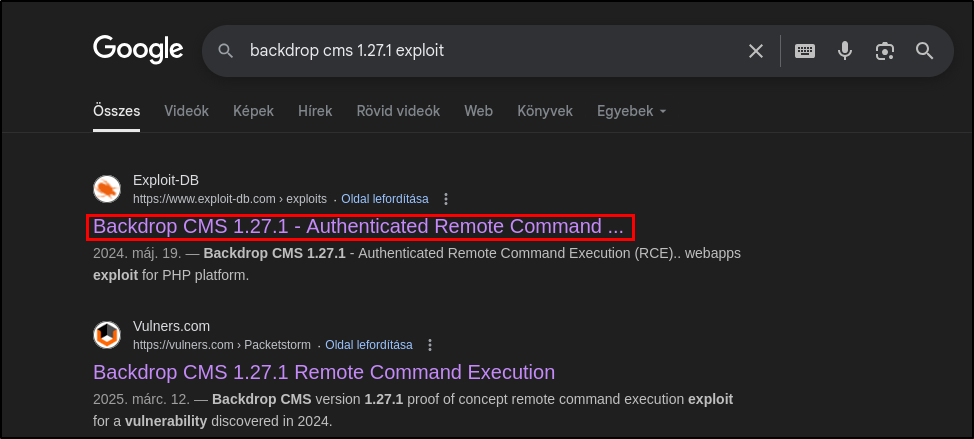 Google
backdrop cms 1.27.1 exploit
Összes Videók Képek Hírek Rövid videók Web Könyvek Egyebek
Exploit-DB
https://www.exploit-db.com › exploits · Oldal lefordítása
Backdrop CMS 1.27.1 - Authenticated Remote Command ...
2024. máj. 19. — Backdrop CMS 1.27.1 - Authenticated Remote Command Execution (RCE).. webapps
exploit for PHP platform.
Vulners.com
https://vulners.com › Packetstorm · Oldal lefordítása
Backdrop CMS 1.27.1 Remote Command Execution
2025. márc. 12. — Backdrop CMS version 1.27.1 proof of concept remote command execution exploit
for a vulnerability discovered in 2024.